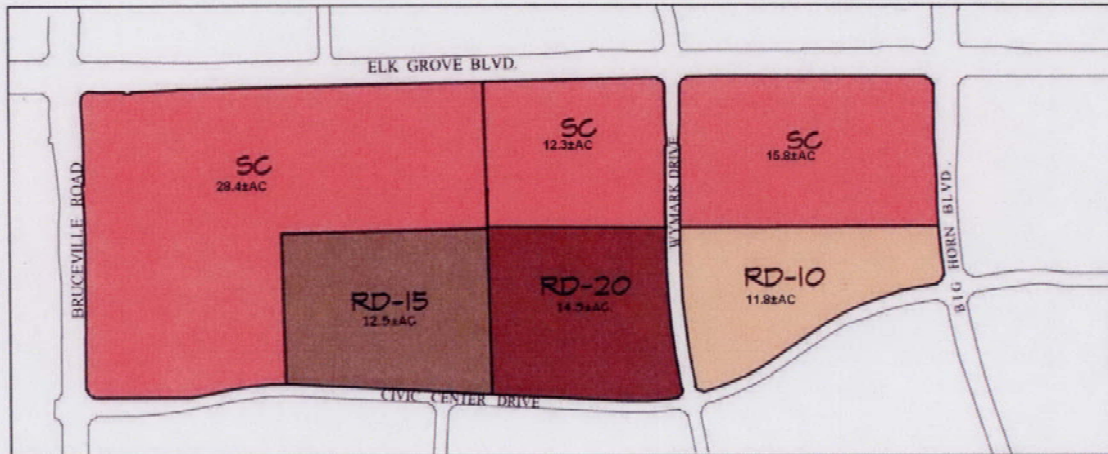 ELK GROVE BLVD.
SC
28.4±AC
SC
12.3±AC
SC
15.8±AC
BRUCEVILLE ROAD
WYMARK DRIVE
BIG HORN BLVD.
RD-15
12.5±AC
RD-20
14.5±AC
RD-10
11.8±AC
CIVIC CENTER DRIVE